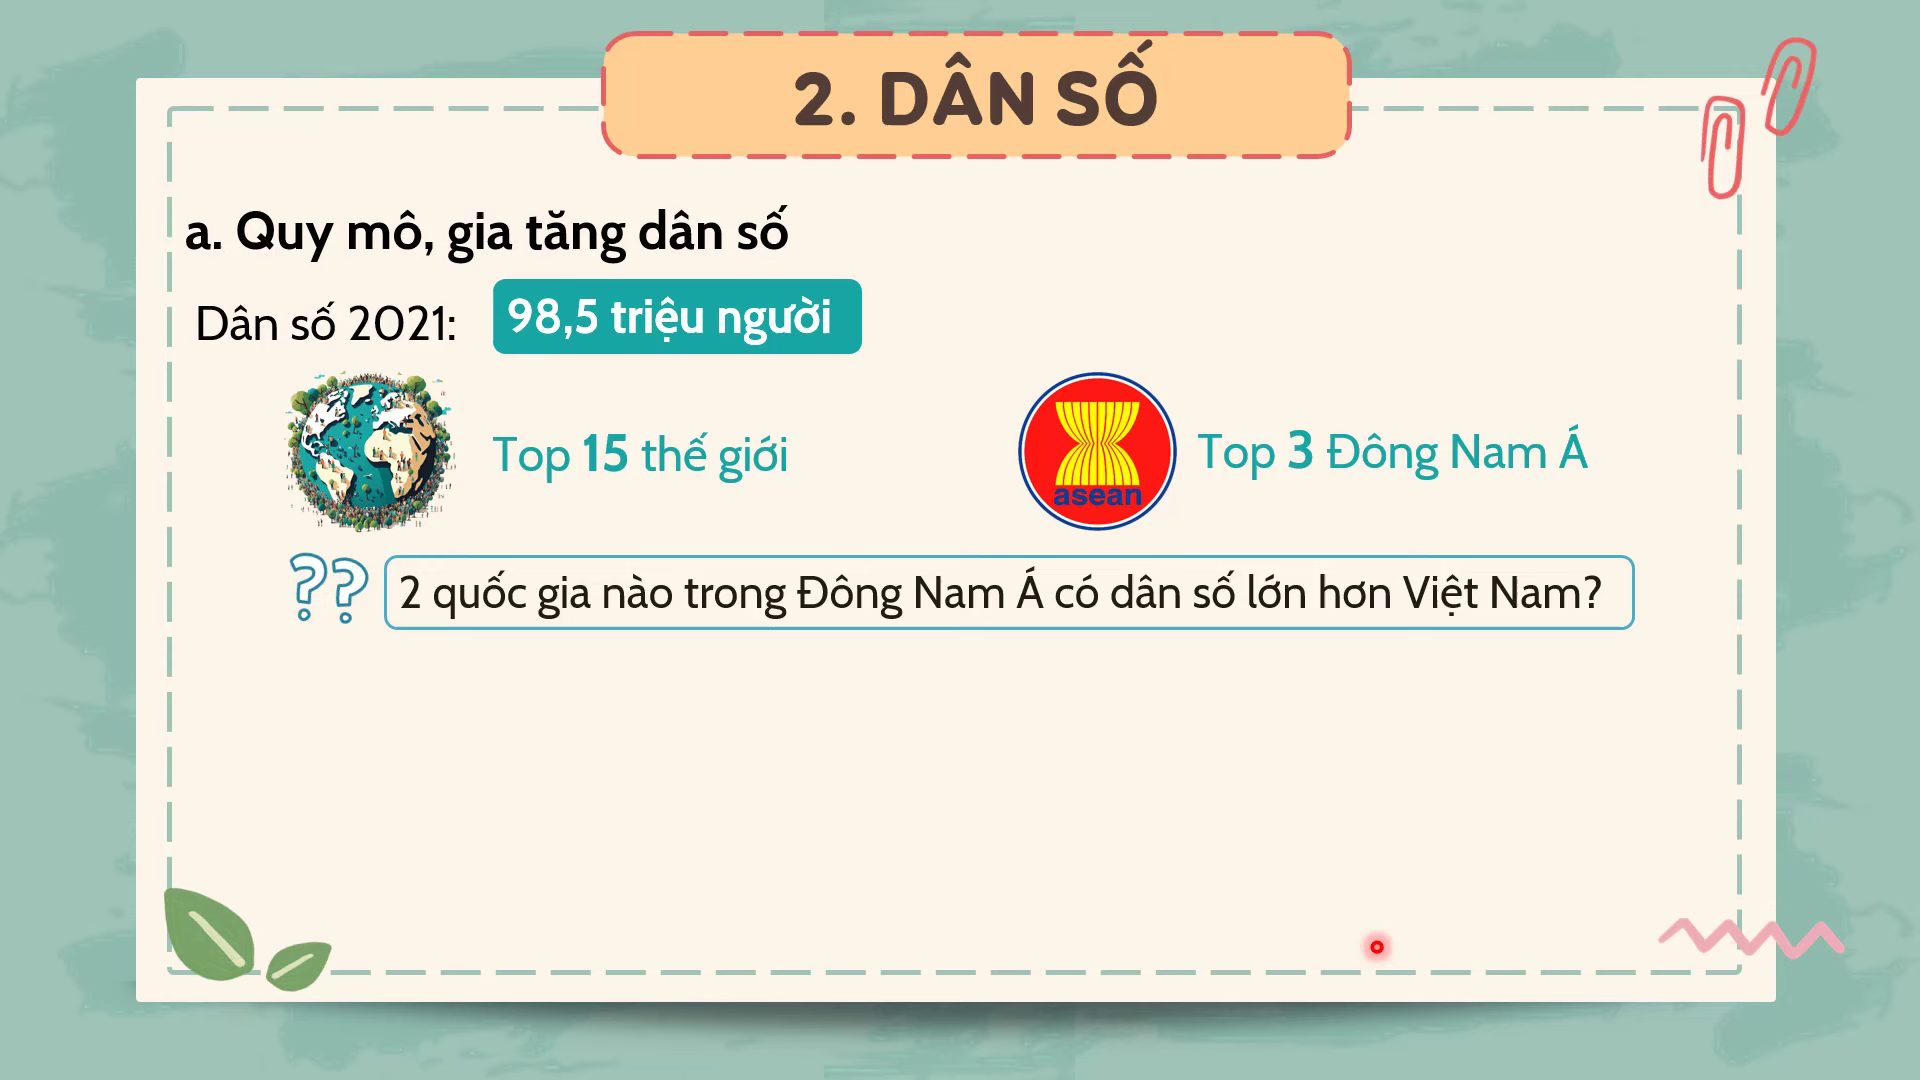 2. DÂN SỐ
a. Quy mô, gia tăng dân số
Dân số 2021: 98,5 triệu người
Top 15 thế giới
asean
Top 3 Đông Nam Á
?? 2 quốc gia nào trong Đông Nam Á có dân số lớn hơn Việt Nam?